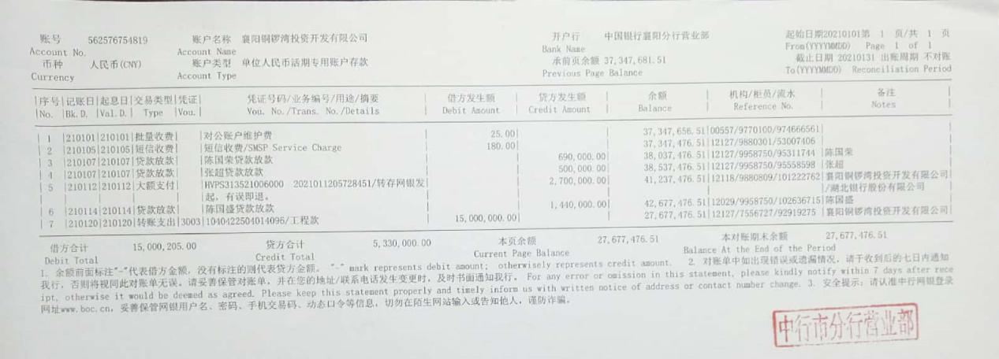 账号 562576754819 账户名称 襄阳铜锣湾投资开发有限公司 开户行 中国银行襄阳分行营业部 起始日期20210101第 1 页/共 1 页
Account No. Account Name Bank Name From(YYYYMMDD) Page 1 of 1
币种 人民币(CNY) 账户类型 单位人民币活期专用账户存款 承前页余额 37,347,681.51 截止日期 20210131 出账周期 不对账
Currency Account Type Previous Page Balance To(YYYYMMDD) Reconciliation Period
|序号|记账日|起息日|交易类型|凭证| 凭证号码/业务编号/用途/摘要 | 借方发生额 | 贷方发生额 | 余额 | 机构/柜员/流水 | 备注
|No. |Bk.D. |Val.D.| Type |Vou.| Vou. No./Trans. No./Details | Debit Amount | Credit Amount | Balance | Reference No. | Notes
| 1 |210101|210101|批量收费| |对公账户维护费 | 25.00| | 37,347,656.51|00557/9770100/974666561|
| 2 |210105|210105|短信收费| |短信收费/SMSP Service Charge | 180.00| | 37,347,476.51|12127/9880301/53007406 |
| 3 |210107|210107|贷款放款| |陈国荣贷款放款 | | 690,000.00| 38,037,476.51|12127/9958750/95311744 |陈国荣
| 4 |210107|210107|贷款放款| |张超贷款放款 | | 500,000.00| 38,537,476.51|12127/9958750/95558598 |张超
| 5 |210112|210112|大额支付| |HVPS313521006000 2021011205728451/转存网银发| | 2,700,000.00| 41,237,476.51|12118/9880809/101222762|襄阳铜锣湾投资开发有限公司
| | | | | |起，有误即退。 | | | | |/湖北银行股份有限公司
| 6 |210114|210114|贷款放款| |陈国盛贷款放款 | | 1,440,000.00| 42,677,476.51|12029/9958750/102636715|陈国盛
| 7 |210120|210120|转账支出|3003|1040422504014096/工程款 | 15,000,000.00| | 27,677,476.51|12127/7556727/92919275 |襄阳铜锣湾投资开发有限公司|
借方合计 15,000,205.00 贷方合计 5,330,000.00 本页余额 27,677,476.51 本对账期末余额 27,677,476.51
Debit Total Credit Total Current Page Balance Balance At the End of the Period
1. 余额前面标注"-"代表借方金额，没有标注的则代表贷方金额。 "-" mark represents debit amount; otherwisely represents credit amount. 2. 对账单中如出现错误或遗漏情况，请于收到后的七日内通知
我行，否则将视同此对账单无误。请妥善保管对账单，并在您的地址/联系电话发生变更时，及时书面通知我行。 For any error or omission in this statement, please kindly notify within 7 days after rece
ipt, otherwise it would be deemed as agreed. Please keep this statement properly and timely inform us with written notice of address or contact number change. 3. 安全提示：请认准中行网银登录
网址www.boc.cn，妥善保管网银用户名、密码、手机交易码、动态口令等信息，切勿在陌生网站输入或告知他人，谨防诈骗。
中行市分行营业部